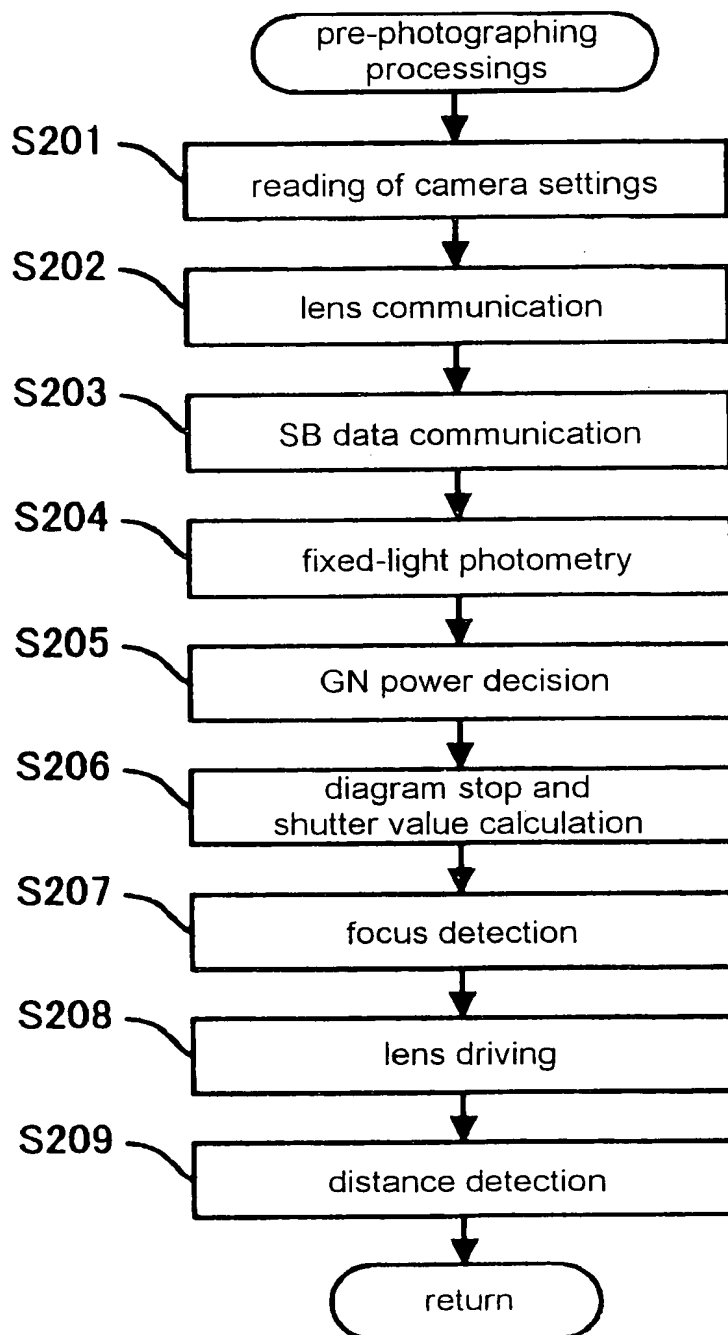 pre-photographing
processings
S201
reading of camera settings
S202
lens communication
S203
SB data communication
S204
fixed-light photometry
S205
GN power decision
S206
diagram stop and
shutter value calculation
S207
focus detection
S208
lens driving
S209
distance detection
return